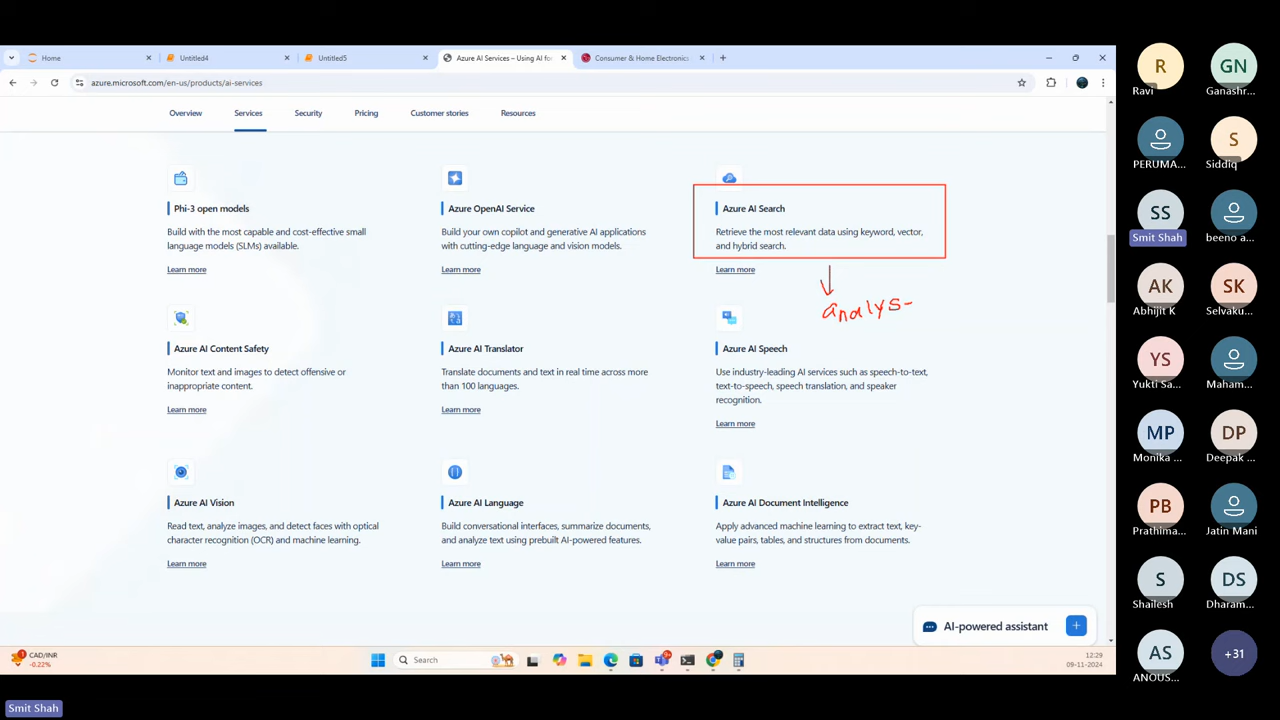 Home
Untitled4
Untitled5
Azure AI Services – Using AI fo
Consumer & Home Electronics
azure.microsoft.com/en-us/products/ai-services
Overview Services Security Pricing Customer stories Resources
Phi-3 open models
Build with the most capable and cost-effective small
language models (SLMs) available.
Learn more
Azure OpenAI Service
Build your own copilot and generative AI applications
with cutting-edge language and vision models.
Learn more
Azure AI Search
Retrieve the most relevant data using keyword, vector,
and hybrid search.
Learn more
analys-
Azure AI Content Safety
Monitor text and images to detect offensive or
inappropriate content.
Learn more
Azure AI Translator
Translate documents and text in real time across more
than 100 languages.
Learn more
Azure AI Speech
Use industry-leading AI services such as speech-to-text,
text-to-speech, speech translation, and speaker
recognition.
Learn more
Azure AI Vision
Read text, analyze images, and detect faces with optical
character recognition (OCR) and machine learning.
Learn more
Azure AI Language
Build conversational interfaces, summarize documents,
and analyze text using prebuilt AI-powered features.
Learn more
Azure AI Document Intelligence
Apply advanced machine learning to extract text, key-
value pairs, tables, and structures from documents.
Learn more
AI-powered assistant
CAD/INR
-0.22%
Search
12:29
09-11-2024
Smit Shah
R
Ravi
GN
Ganashr...
PERUMA...
S
Siddiq
SS
Smit Shah
beeno a...
AK
Abhijit K
SK
Selvaku...
YS
Yukti Sa...
Maham...
MP
Monika ...
DP
Deepak ...
PB
Prathima...
Jatin Mani
S
Shailesh
DS
Dharam...
AS
ANOUS...
+31